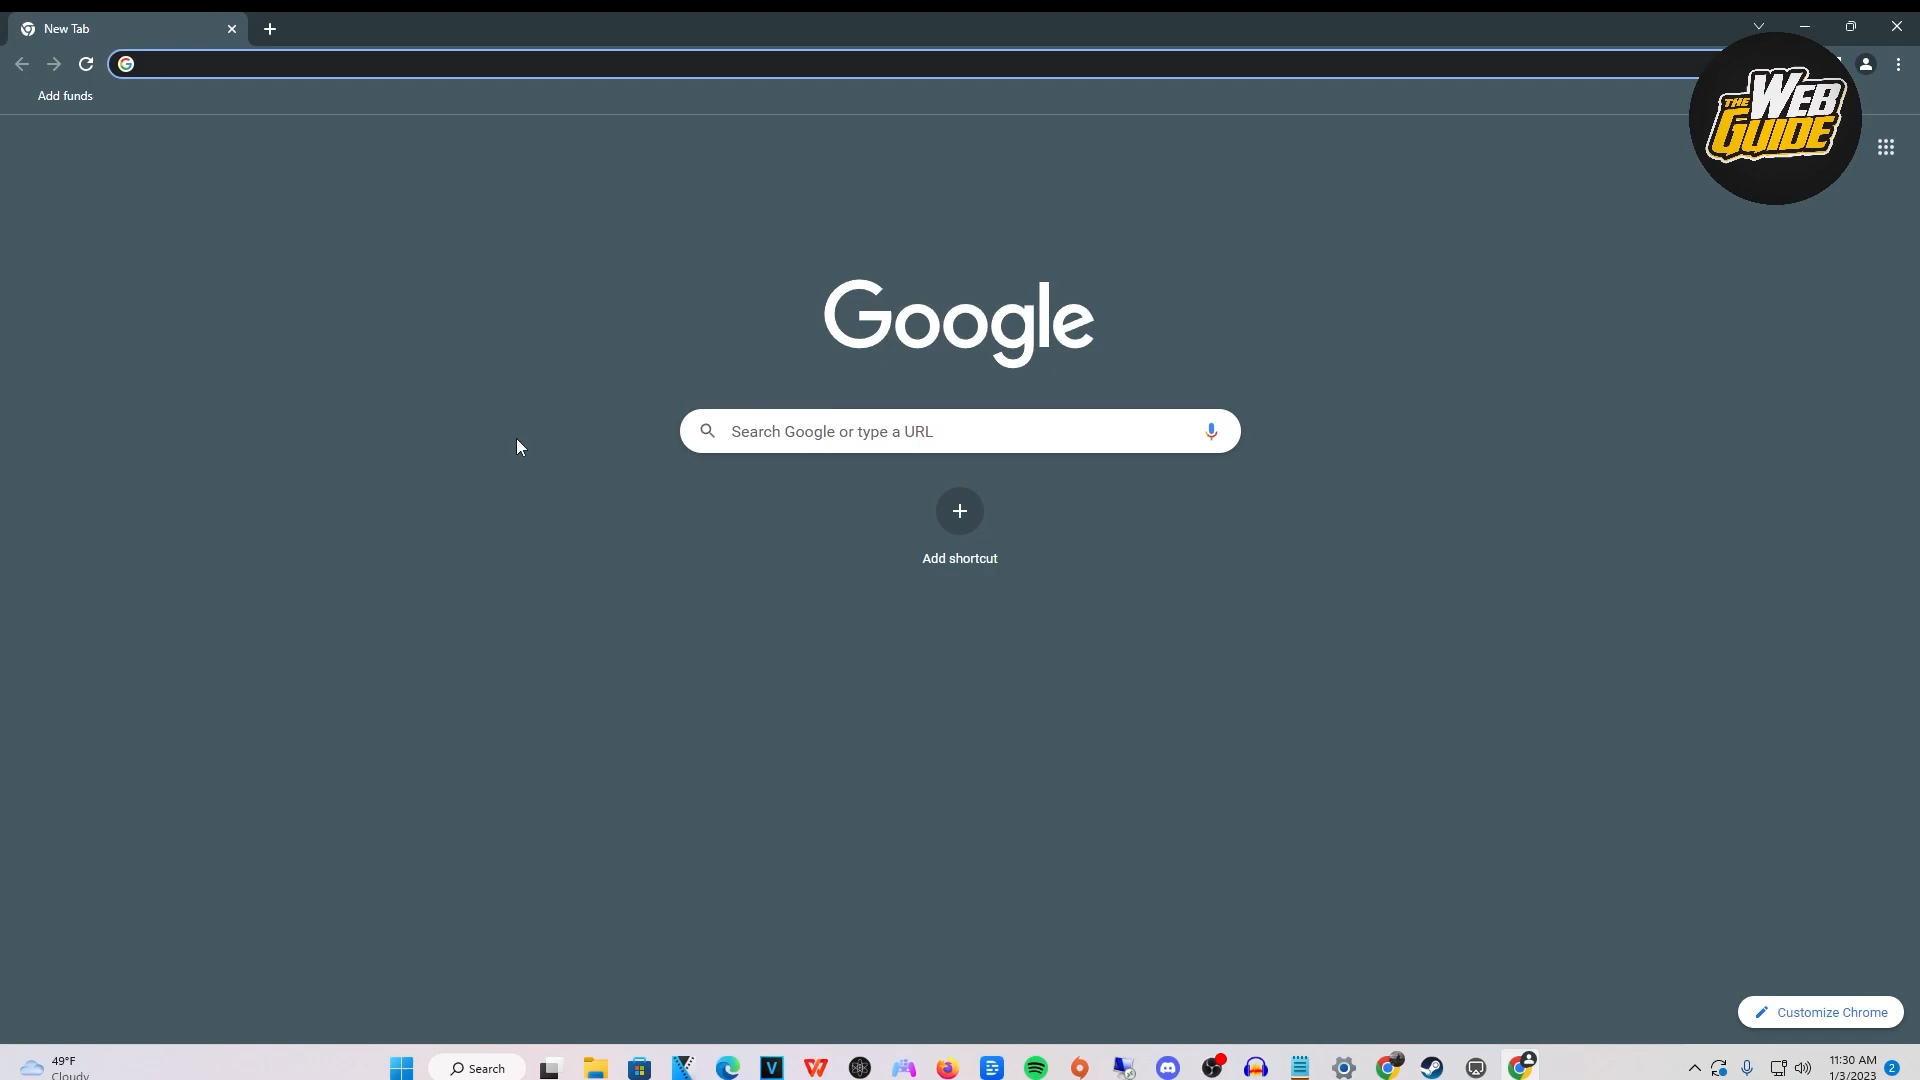 New Tab
Add funds
THE WEB GUIDE
Google
Search Google or type a URL
Add shortcut
Customize Chrome
49°F
Cloudy
Search
11:30 AM
1/3/2023
2